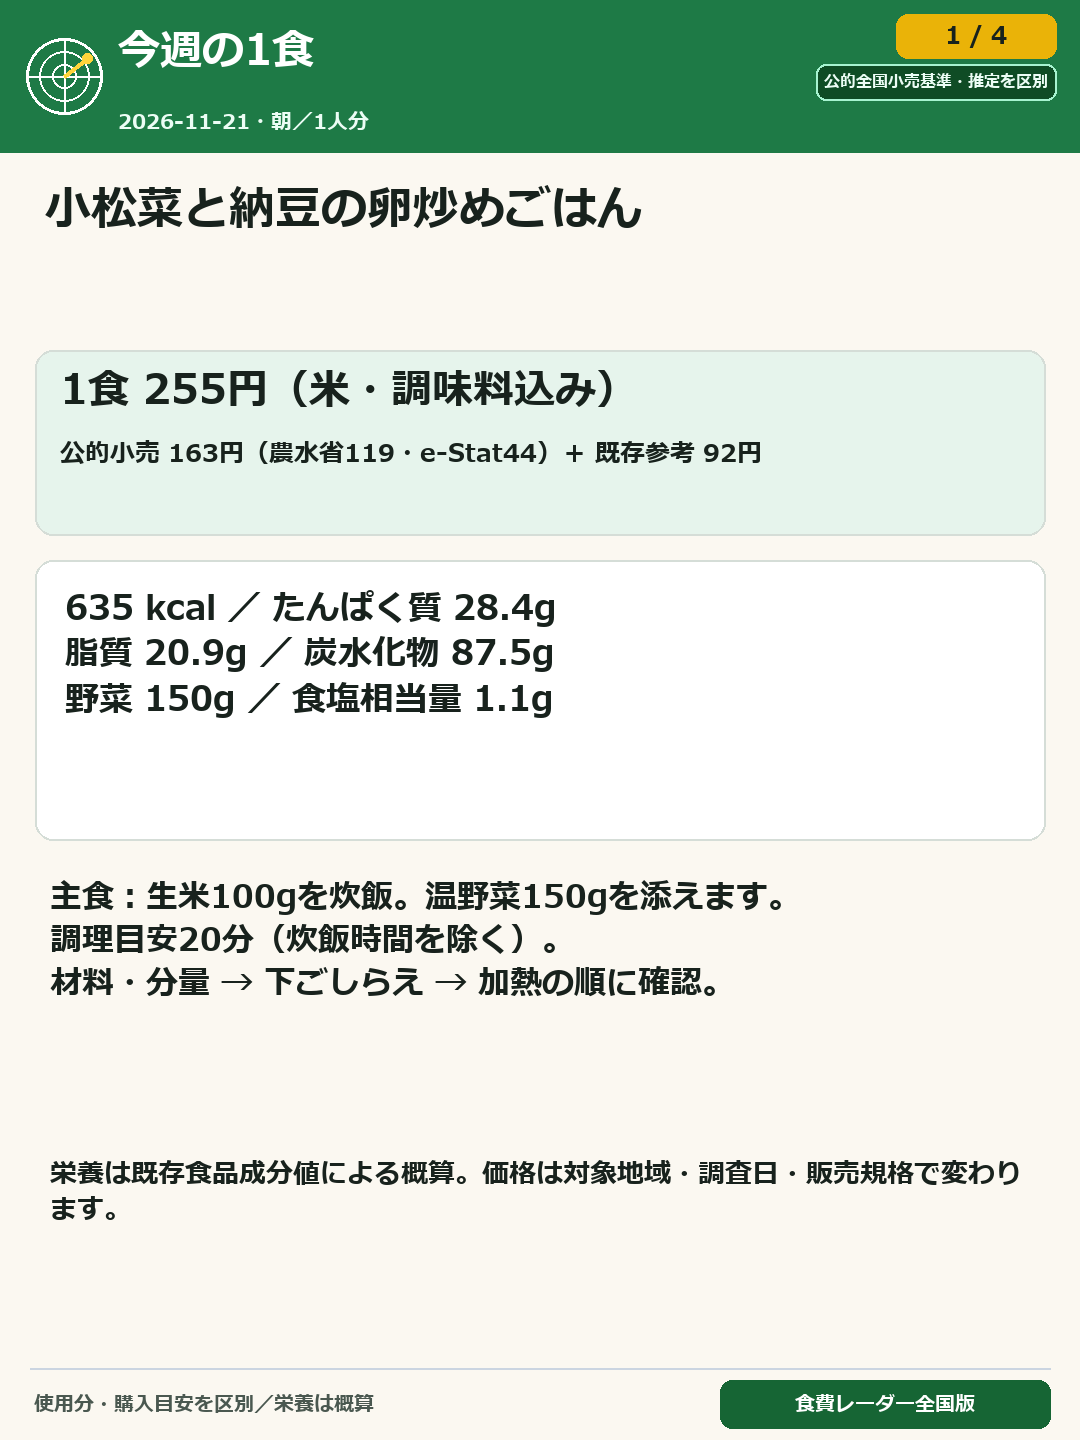 今週の1食
1 / 4
公的全国小売基準・推定を区別
2026-11-21・朝／1人分
小松菜と納豆の卵炒めごはん
1食 255円（米・調味料込み）
公的小売 163円（農水省119・e-Stat44）+ 既存参考 92円
635 kcal ／ たんぱく質 28.4g
脂質 20.9g ／ 炭水化物 87.5g
野菜 150g ／ 食塩相当量 1.1g
主食：生米100gを炊飯。温野菜150gを添えます。
調理目安20分（炊飯時間を除く）。
材料・分量 → 下ごしらえ → 加熱の順に確認。
栄養は既存食品成分値による概算。価格は対象地域・調査日・販売規格で変わり
ます。
使用分・購入目安を区別／栄養は概算
食費レーダー全国版